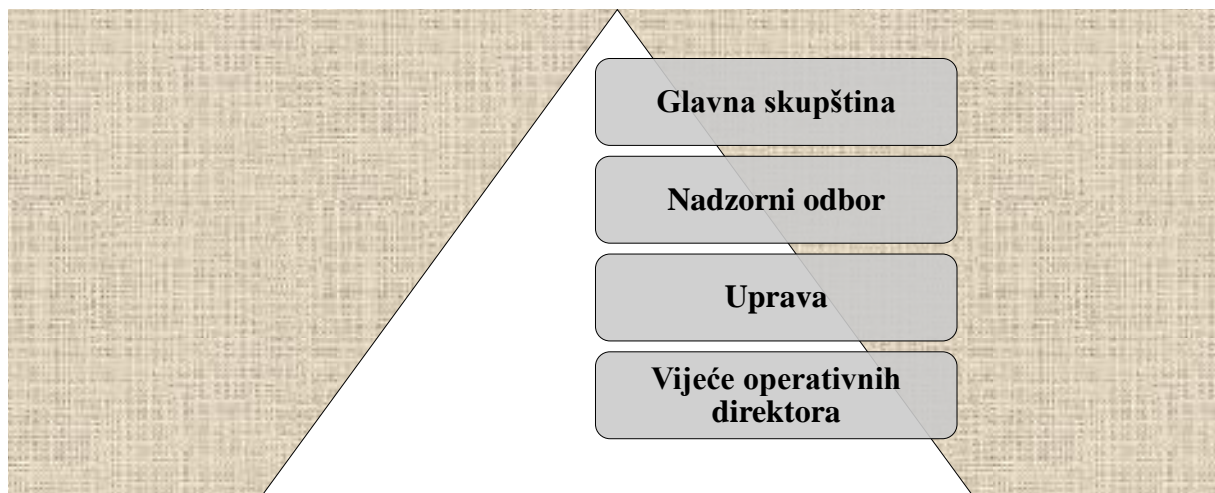 Glavna skupština
Nadzorni odbor
Uprava
Vijeće operativnih
direktora